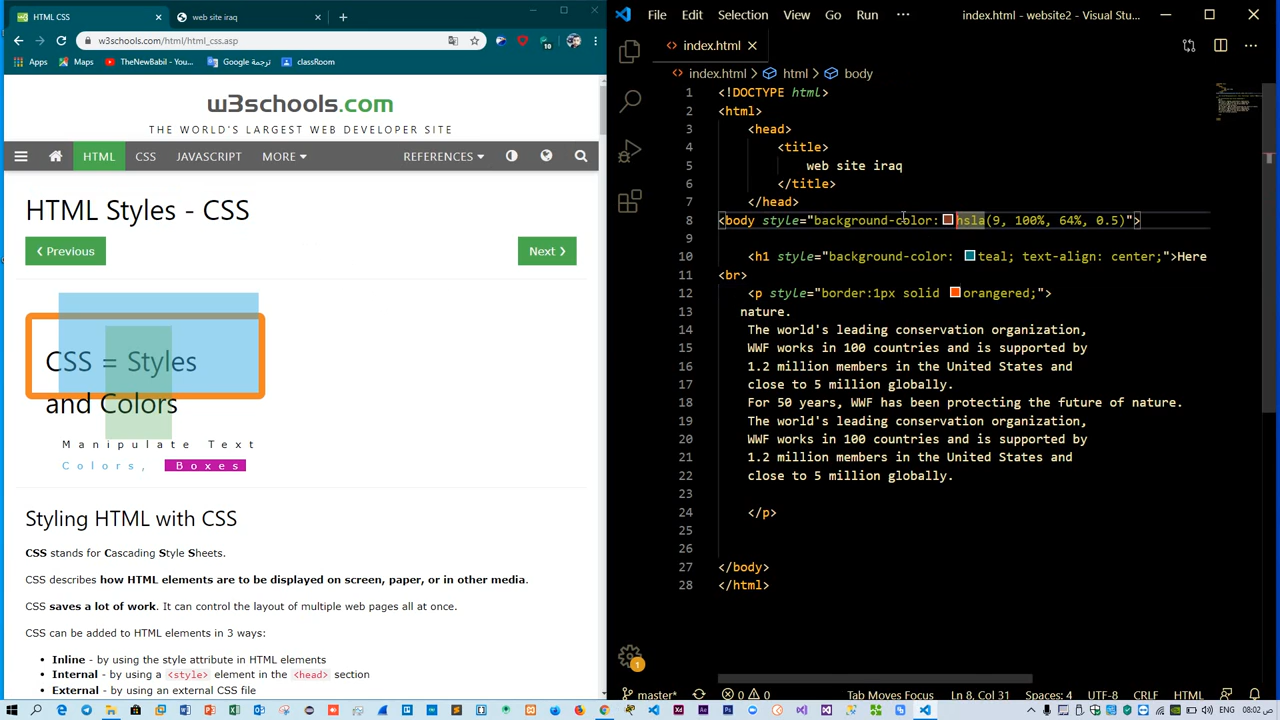 HTML CSS
web site iraq
w3schools.com/html/html_css.asp
Apps
Maps
TheNewBabil - You...
Google ترجمة
classRoom
w3schools.com
THE WORLD'S LARGEST WEB DEVELOPER SITE
HTML
CSS
JAVASCRIPT
MORE
REFERENCES
HTML Styles - CSS
❮ Previous
Next ❯
CSS = Styles
and Colors
Manipulate Text
Colors, Boxes
Styling HTML with CSS
CSS stands for Cascading Style Sheets.
CSS describes how HTML elements are to be displayed on screen, paper, or in other media.
CSS saves a lot of work. It can control the layout of multiple web pages all at once.
CSS can be added to HTML elements in 3 ways:
• Inline - by using the style attribute in HTML elements
• Internal - by using a <style> element in the <head> section
• External - by using an external CSS file
File Edit Selection View Go Run ··· index.html - website2 - Visual Stu...
index.html
index.html > html > body
1 <!DOCTYPE html>
2 <html>
3 <head>
4 <title>
5 web site iraq
6 </title>
7 </head>
8 <body style="background-color: hsla(9, 100%, 64%, 0.5)">
9
10 <h1 style="background-color: teal; text-align: center;">Here
11 <br>
12 <p style="border:1px solid orangered;">
13 nature.
14 The world's leading conservation organization,
15 WWF works in 100 countries and is supported by
16 1.2 million members in the United States and
17 close to 5 million globally.
18 For 50 years, WWF has been protecting the future of nature.
19 The world's leading conservation organization,
20 WWF works in 100 countries and is supported by
21 1.2 million members in the United States and
22 close to 5 million globally.
23
24 </p>
25
26
27 </body>
28 </html>
master* 0 0 Tab Moves Focus Ln 8, Col 31 Spaces: 4 UTF-8 CRLF HTML
ENG 08:02 ص